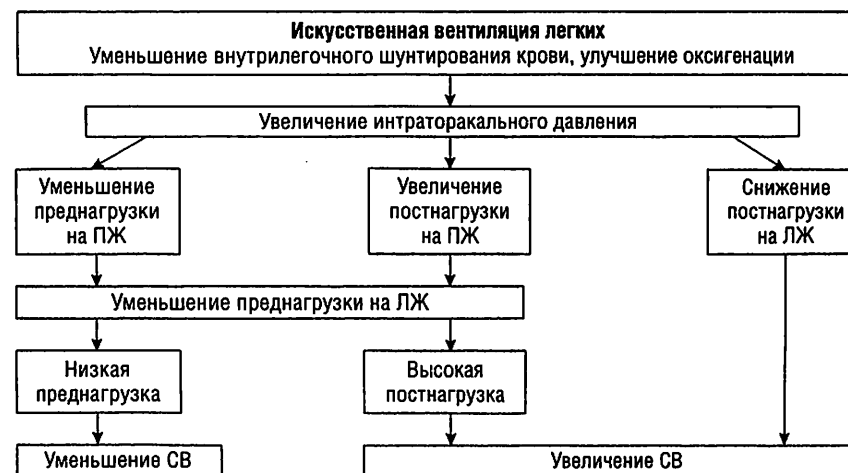 Искусственная вентиляция легких
Уменьшение внутрилегочного шунтирования крови, улучшение оксигенации
Увеличение интраторакального давления
Уменьшение
преднагрузки
на ПЖ
Увеличение
постнагрузки
на ПЖ
Снижение
постнагрузки
на ЛЖ
Уменьшение преднагрузки на ЛЖ
Низкая
преднагрузка
Высокая
постнагрузка
Уменьшение СВ
Увеличение СВ